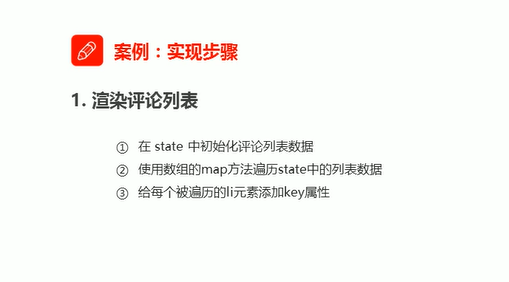 案例：实现步骤
1. 渲染评论列表
① 在 state 中初始化评论列表数据
② 使用数组的map方法遍历state中的列表数据
③ 给每个被遍历的li元素添加key属性